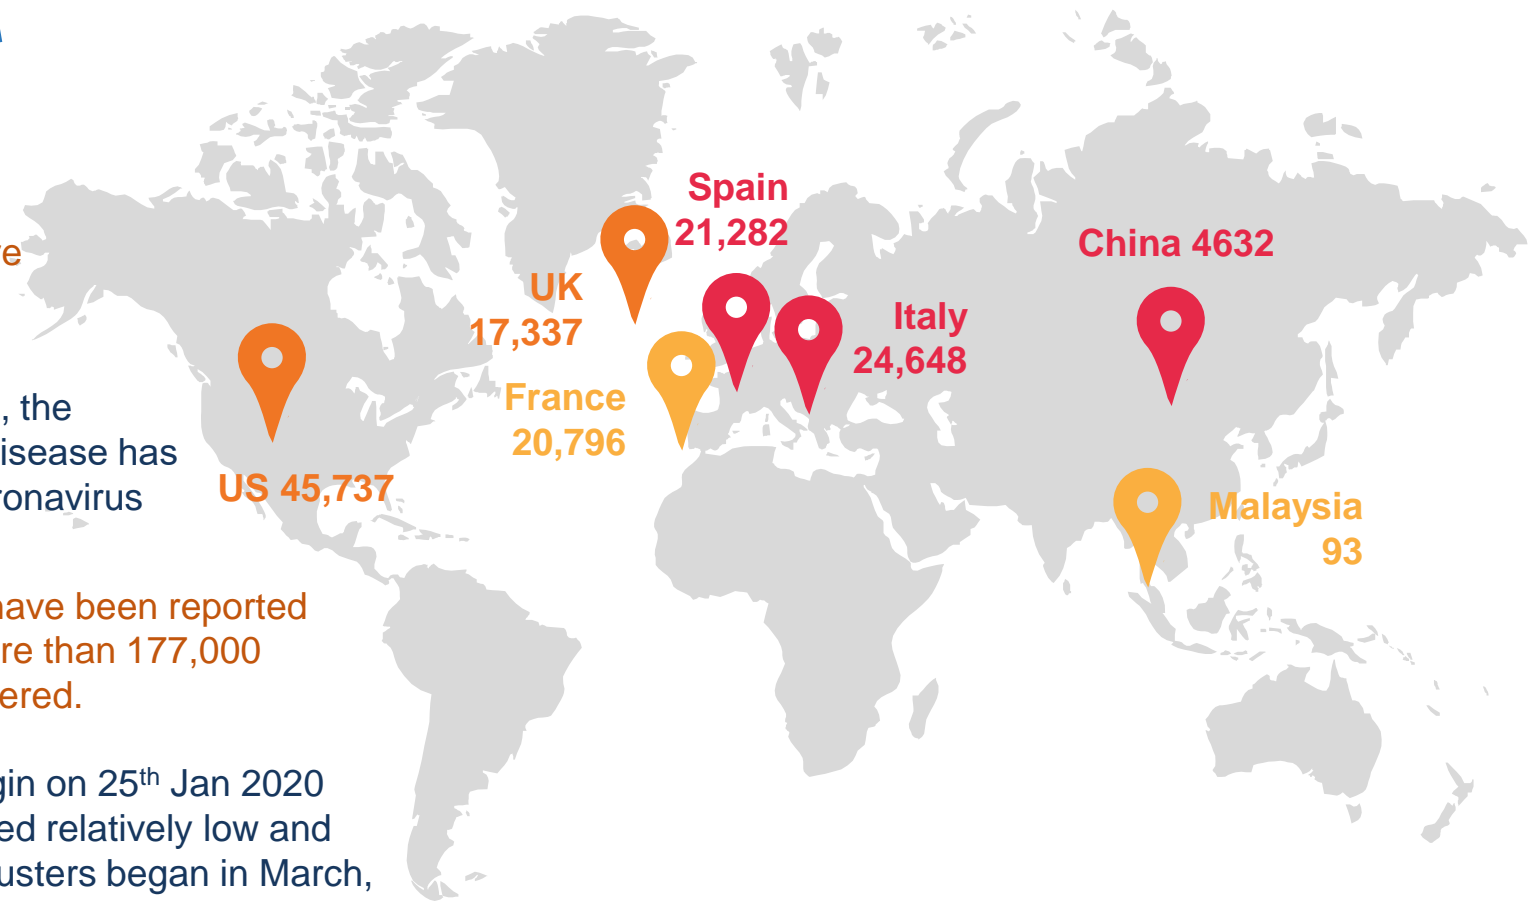 ve
, the
isease has
ronavirus
have been reported
re than 177,000
ered.
gin on 25th Jan 2020
ed relatively low and
usters began in March,
Spain
21,282
UK
17,337
France
20,796
US 45,737
Italy
24,648
China 4632
Malaysia
93